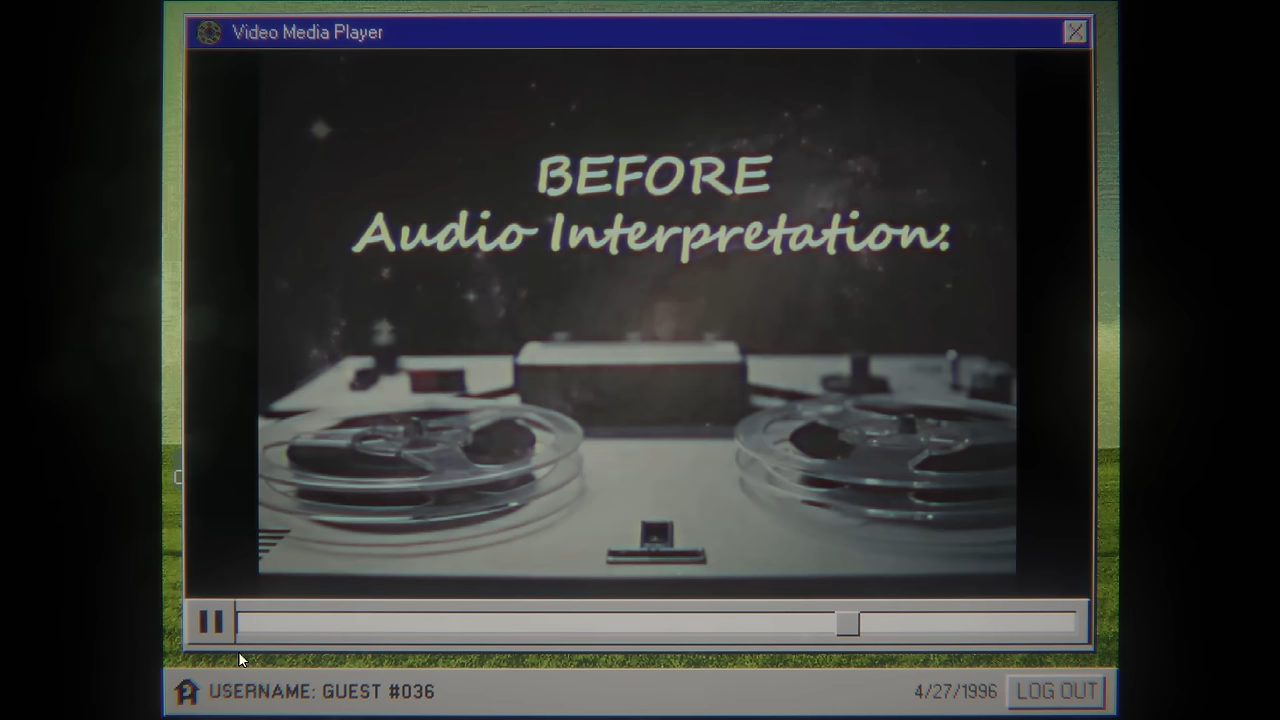 Video Media Player
BEFORE
Audio Interpretation:
USERNAME: GUEST #036
4/27/1996
LOG OUT